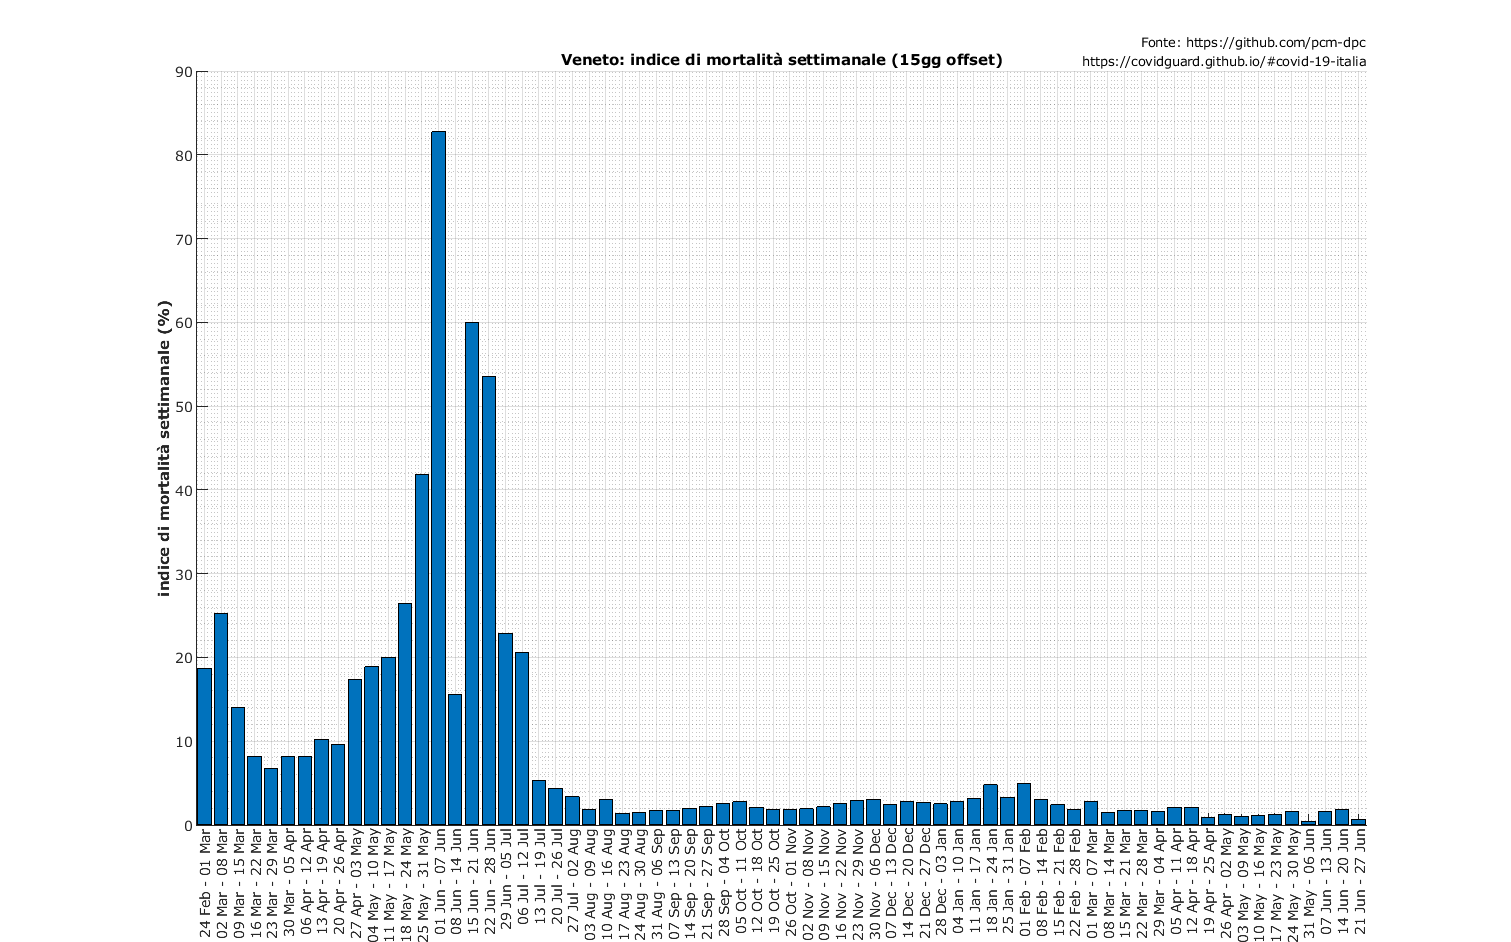 Fonte: https://github.com/pcm-dpc
Veneto: indice di mortalità settimanale (15gg offset)
https://covidguard.github.io/#covid-19-italia
indice di mortalità settimanale (%)
90
80
70
60
50
40
30
20
10
0
24 Feb - 01 Mar
02 Mar - 08 Mar
09 Mar - 15 Mar
16 Mar - 22 Mar
23 Mar - 29 Mar
30 Mar - 05 Apr
06 Apr - 12 Apr
13 Apr - 19 Apr
20 Apr - 26 Apr
27 Apr - 03 May
04 May - 10 May
11 May - 17 May
18 May - 24 May
25 May - 31 May
01 Jun - 07 Jun
08 Jun - 14 Jun
15 Jun - 21 Jun
22 Jun - 28 Jun
29 Jun - 05 Jul
06 Jul - 12 Jul
13 Jul - 19 Jul
20 Jul - 26 Jul
27 Jul - 02 Aug
03 Aug - 09 Aug
10 Aug - 16 Aug
17 Aug - 23 Aug
24 Aug - 30 Aug
31 Aug - 06 Sep
07 Sep - 13 Sep
14 Sep - 20 Sep
21 Sep - 27 Sep
28 Sep - 04 Oct
05 Oct - 11 Oct
12 Oct - 18 Oct
19 Oct - 25 Oct
26 Oct - 01 Nov
02 Nov - 08 Nov
09 Nov - 15 Nov
16 Nov - 22 Nov
23 Nov - 29 Nov
30 Nov - 06 Dec
07 Dec - 13 Dec
14 Dec - 20 Dec
21 Dec - 27 Dec
28 Dec - 03 Jan
04 Jan - 10 Jan
11 Jan - 17 Jan
18 Jan - 24 Jan
25 Jan - 31 Jan
01 Feb - 07 Feb
08 Feb - 14 Feb
15 Feb - 21 Feb
22 Feb - 28 Feb
01 Mar - 07 Mar
08 Mar - 14 Mar
15 Mar - 21 Mar
22 Mar - 28 Mar
29 Mar - 04 Apr
05 Apr - 11 Apr
12 Apr - 18 Apr
19 Apr - 25 Apr
26 Apr - 02 May
03 May - 09 May
10 May - 16 May
17 May - 23 May
24 May - 30 May
31 May - 06 Jun
07 Jun - 13 Jun
14 Jun - 20 Jun
21 Jun - 27 Jun